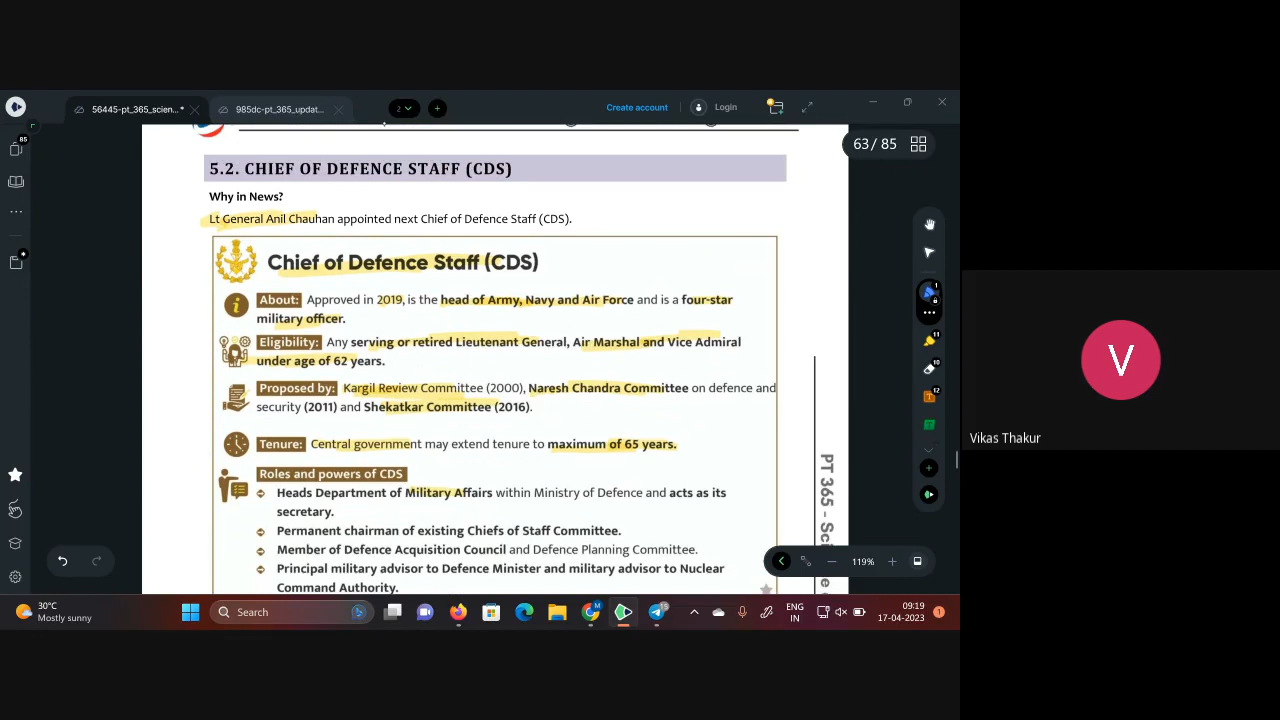 56445-pt_365_scien...*
985dc-pt_365_updat...
2
Create account
Login
85
63/ 85
5.2. CHIEF OF DEFENCE STAFF (CDS)
Why in News?
Lt General Anil Chauhan appointed next Chief of Defence Staff (CDS).
Chief of Defence Staff (CDS)
About: Approved in 2019, is the head of Army, Navy and Air Force and is a four-star
military officer.
Eligibility: Any serving or retired Lieutenant General, Air Marshal and Vice Admiral
under age of 62 years.
Proposed by: Kargil Review Committee (2000), Naresh Chandra Committee on defence and
security (2011) and Shekatkar Committee (2016).
Tenure: Central government may extend tenure to maximum of 65 years.
Roles and powers of CDS
Heads Department of Military Affairs within Ministry of Defence and acts as its
secretary.
Permanent chairman of existing Chiefs of Staff Committee.
Member of Defence Acquisition Council and Defence Planning Committee.
Principal military advisor to Defence Minister and military advisor to Nuclear
Command Authority.
PT 365 - Sci
1
11
10
12
119%
V
Vikas Thakur
30°C
Mostly sunny
Search
ENG
IN
09:19
17-04-2023
1